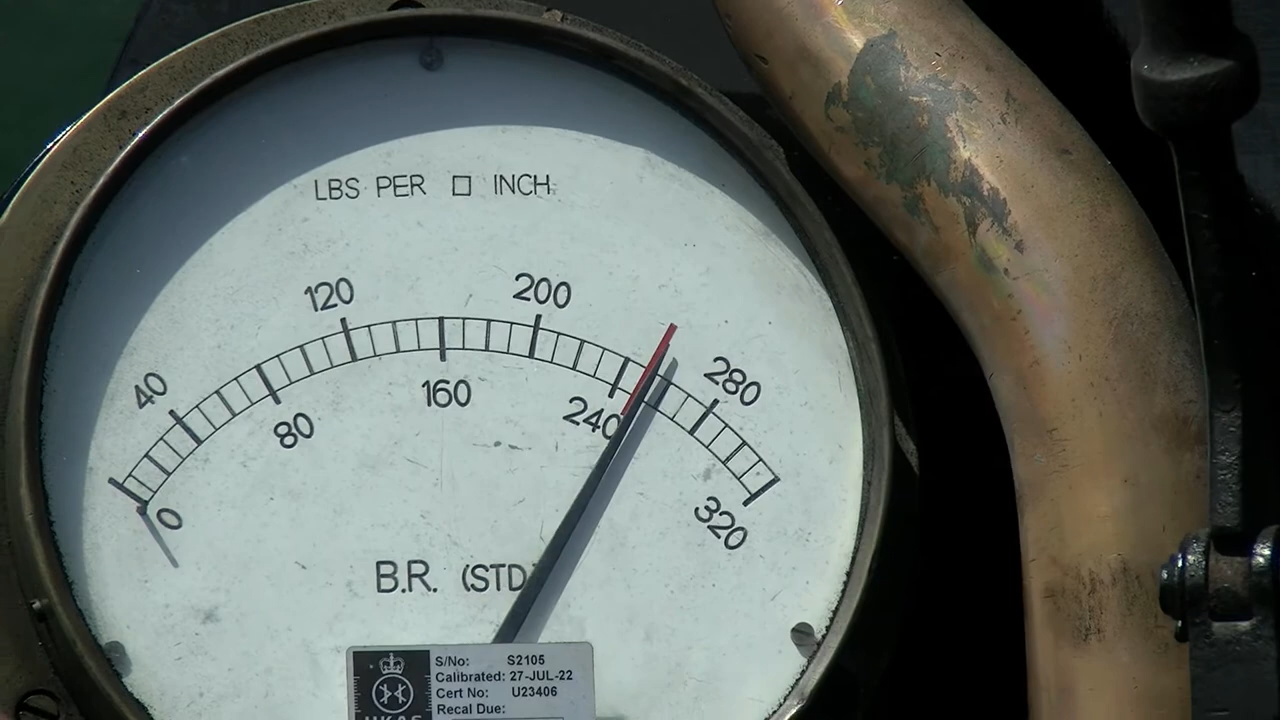 LBS PER □ INCH
120
200
40
280
160
80
240
0
320
B.R. (STD
S/No: S2105
Calibrated: 27-JUL-22
Cert No: U23406
Recal Due:
UKAS